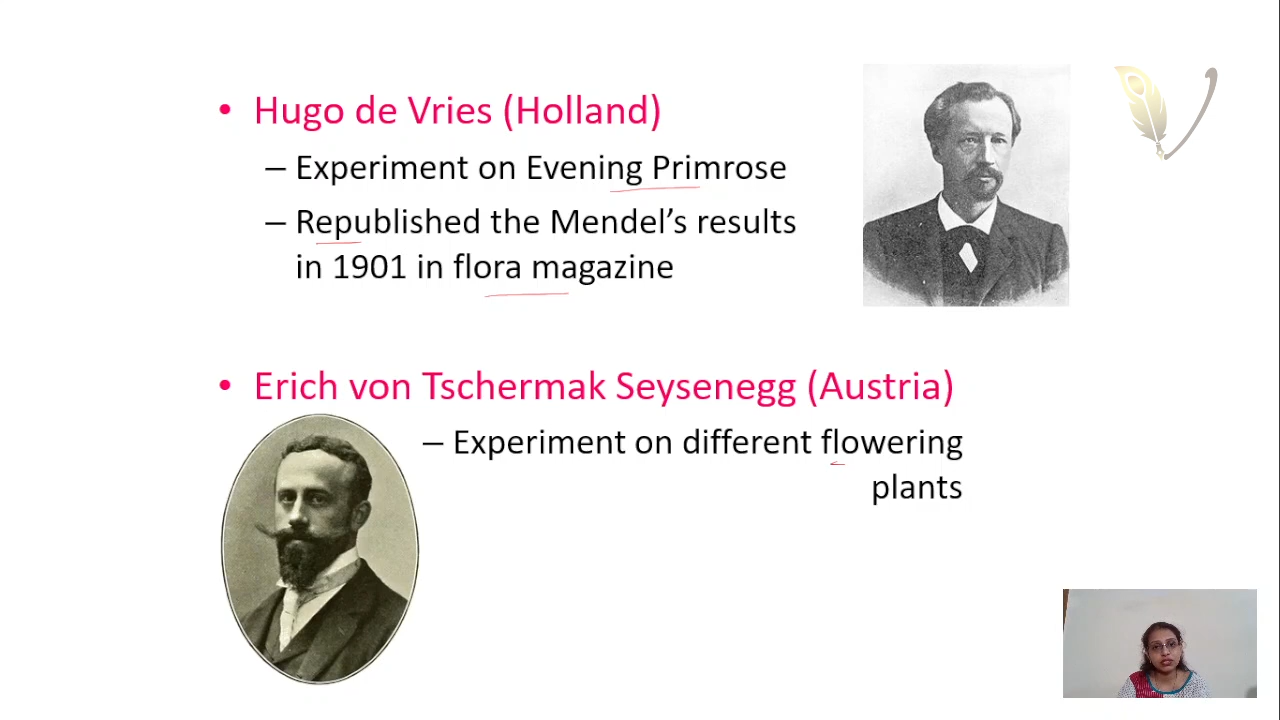 • Hugo de Vries (Holland)
– Experiment on Evening Primrose
– Republished the Mendel’s results
in 1901 in flora magazine
• Erich von Tschermak Seysenegg (Austria)
– Experiment on different flowering
plants